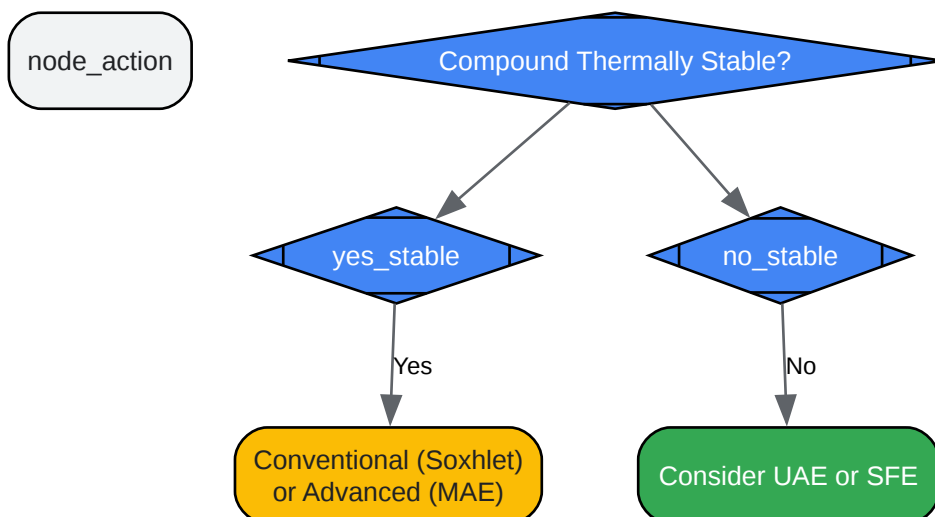 node_action
Compound Thermally Stable?
yes_stable
no_stable
Yes
No
Conventional (Soxhlet)
or Advanced (MAE)
Consider UAE or SFE